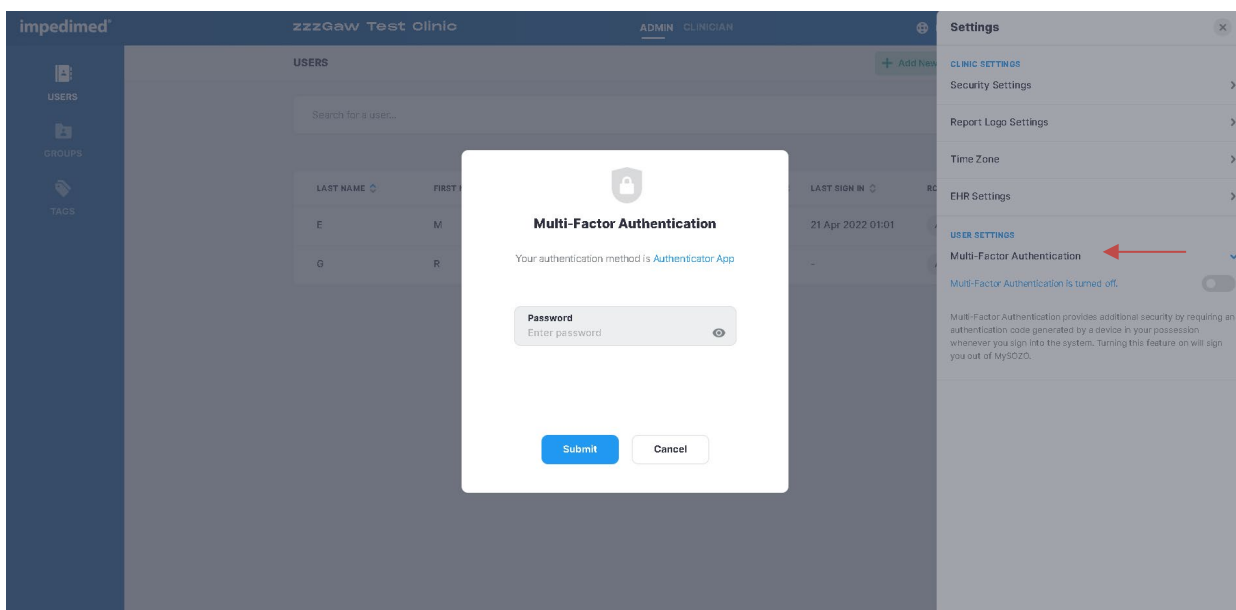 impedimed®
zzzGaw Test Clinic
ADMIN CLINICIAN
USERS
GROUPS
TAGS
USERS
+ Add New
Search for a user...
LAST NAME FIRST LAST SIGN IN
E M 21 Apr 2022 01:01
G R -
Multi-Factor Authentication
Your authentication method is Authenticator App
Password
Enter password
Submit Cancel
Settings
CLINIC SETTINGS
Security Settings
Report Logo Settings
Time Zone
EHR Settings
USER SETTINGS
Multi-Factor Authentication
Multi-Factor Authentication is turned off.
Multi-Factor Authentication provides additional security by requiring an
authentication code generated by a device in your possession
whenever you sign into the system. Turning this feature on will sign
you out of MySOZO.